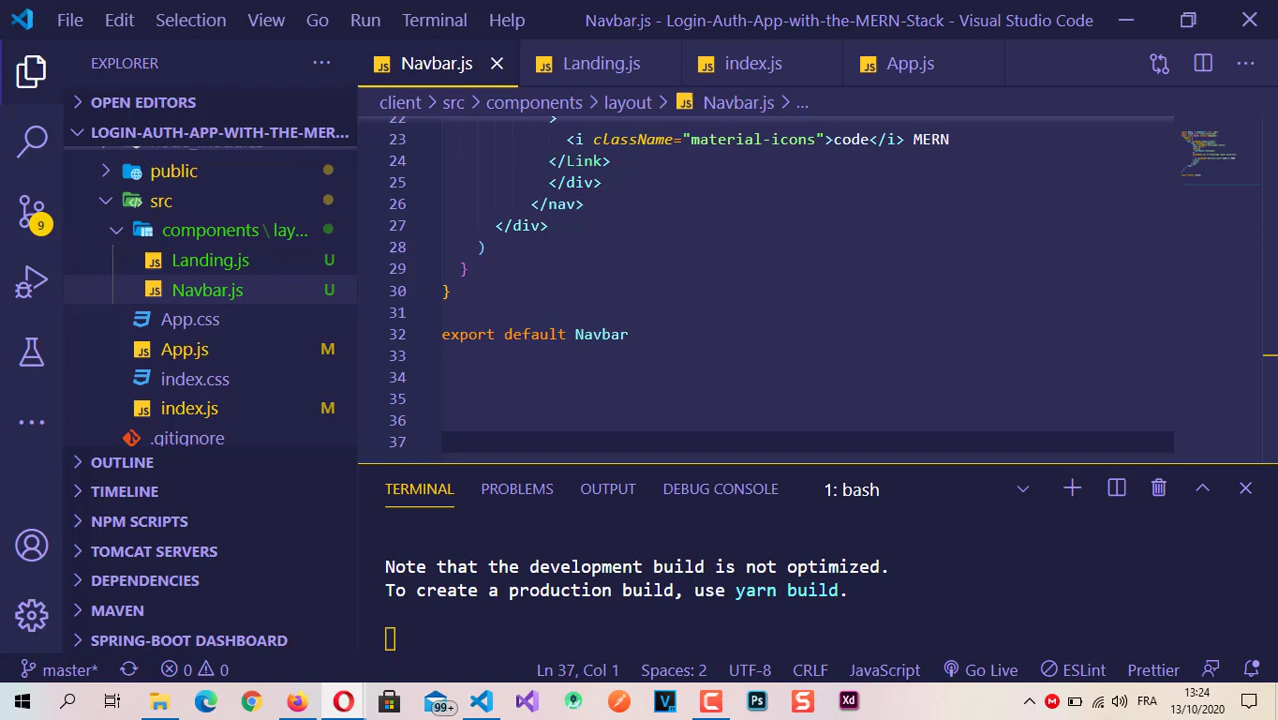 File Edit Selection View Go Run Terminal Help Navbar.js - Login-Auth-App-with-the-MERN-Stack - Visual Studio Code
EXPLORER
Navbar.js
Landing.js
index.js
App.js
OPEN EDITORS
client > src > components > layout > Navbar.js > ...
LOGIN-AUTH-APP-WITH-THE-MER...
public
src
components \ lay...
Landing.js U
Navbar.js U
App.css
App.js M
index.css
index.js M
.gitignore
OUTLINE
TIMELINE
NPM SCRIPTS
TOMCAT SERVERS
DEPENDENCIES
MAVEN
SPRING-BOOT DASHBOARD
9
22 >
23 <i className="material-icons">code</i> MERN
24 </Link>
25 </div>
26 </nav>
27 </div>
28 )
29 }
30 }
31
32 export default Navbar
33
34
35
36
37
TERMINAL PROBLEMS OUTPUT DEBUG CONSOLE 1: bash
Note that the development build is not optimized.
To create a production build, use yarn build.
master* 0 0 Ln 37, Col 1 Spaces: 2 UTF-8 CRLF JavaScript Go Live ESLint Prettier
99+
Ps
S
Xd
FRA
13:24
13/10/2020